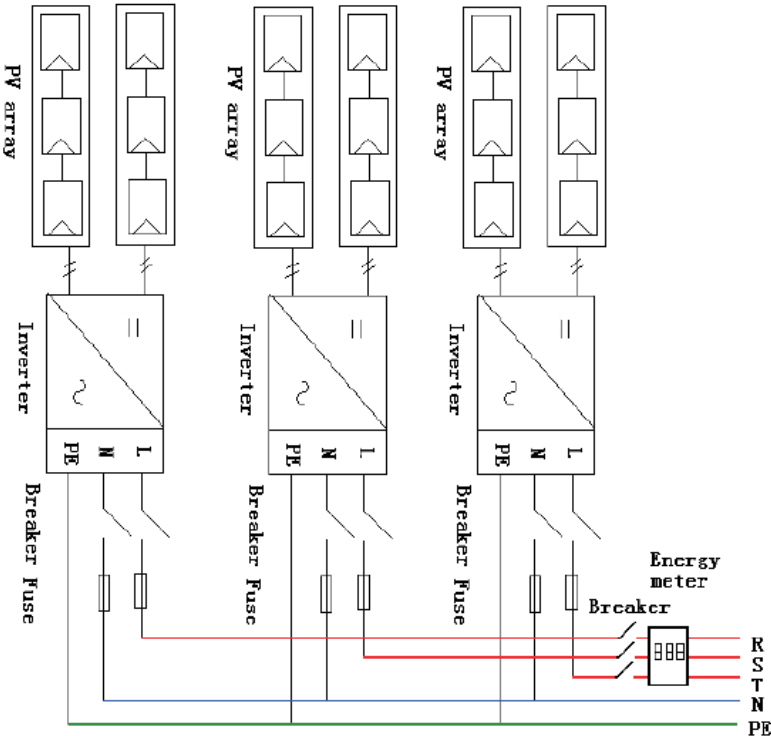 PV array
PV array
PV array
Inverter
Inverter
Inverter
PE N L
PE N L
PE N L
Breaker Fuse
Breaker Fuse
Breaker Fuse
Energy
meter
Breaker
888
R
S
T
N
PE